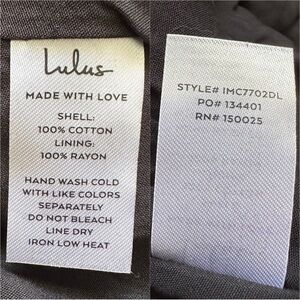 Lulus
MADE WITH LOVE
SHELL:
100% COTTON
LINING:
100% RAYON
HAND WASH COLD
WITH LIKE COLORS
SEPARATELY
DO NOT BLEACH
LINE DRY
IRON LOW HEAT
STYLE# IMC7702DL
PO# 134401
RN# 150025